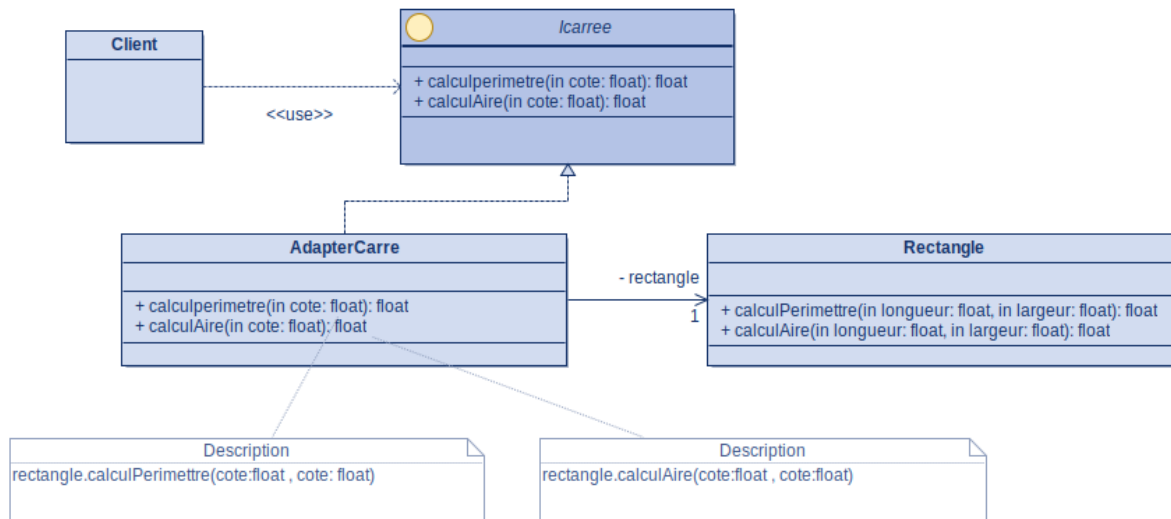 Client
Icarree
+ calculperimetre(in cote: float): float
+ calculAire(in cote: float): float
<<use>>
AdapterCarre
+ calculperimetre(in cote: float): float
+ calculAire(in cote: float): float
- rectangle
1
Rectangle
+ calculPerimettre(in longueur: float, in largeur: float): float
+ calculAire(in longueur: float, in largeur: float): float
Description
rectangle.calculPerimettre(cote:float , cote: float)
Description
rectangle.calculAire(cote:float , cote:float)